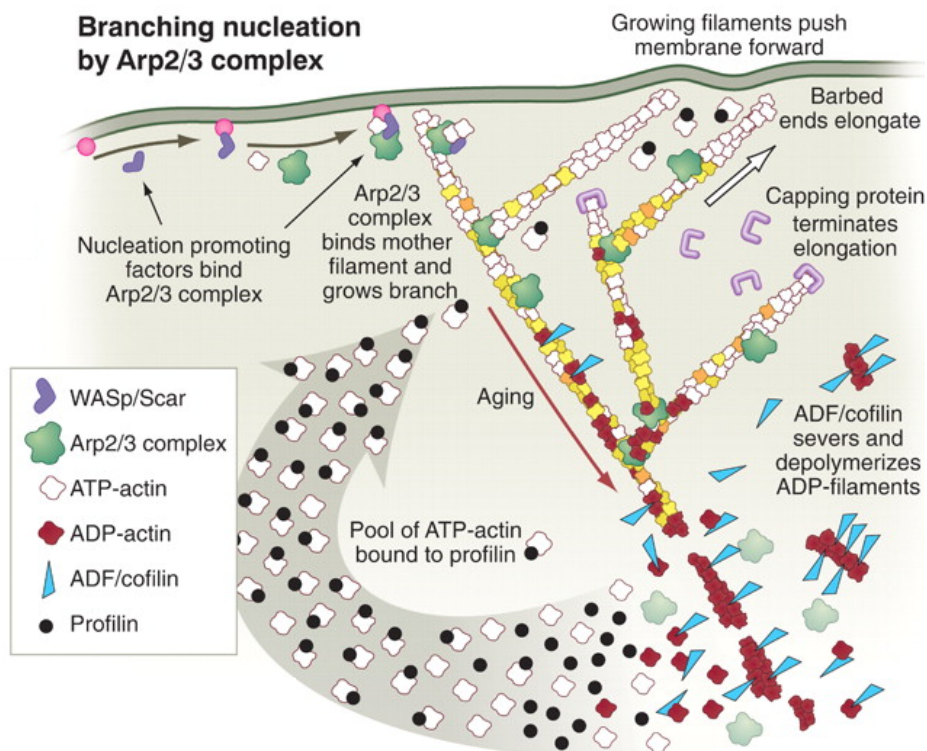 Branching nucleation
by Arp2/3 complex
Growing filaments push
membrane forward
Barbed
ends elongate
Capping protein
terminates
elongation
Arp2/3
complex
binds mother
filament and
grows branch
Nucleation promoting
factors bind
Arp2/3 complex
Aging
ADF/cofilin
severs and
depolymerizes
ADP-filaments
Pool of ATP-actin
bound to profilin
WASp/Scar
Arp2/3 complex
ATP-actin
ADP-actin
ADF/cofilin
Profilin